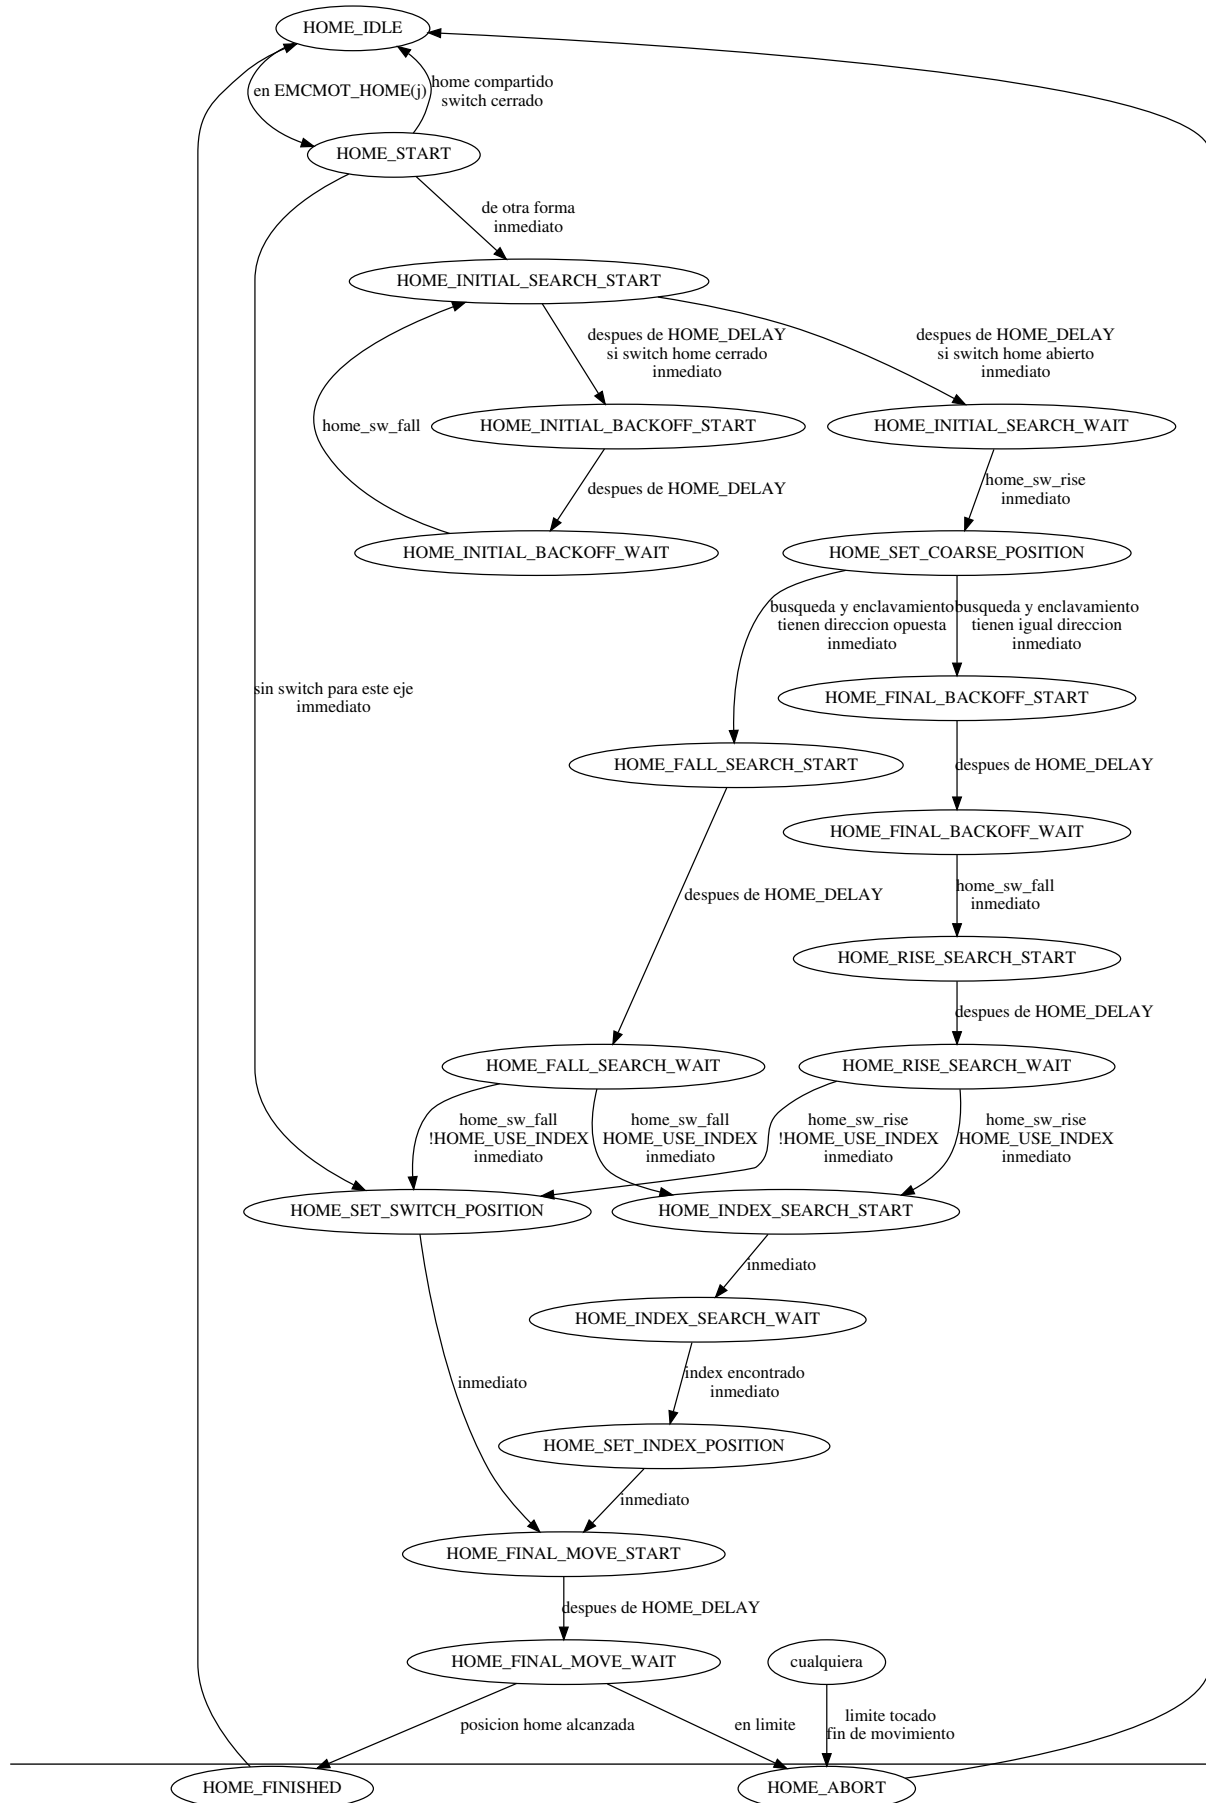 HOME_IDLE
en EMCMOT_HOME(j)
home compartido
switch cerrado
HOME_START
de otra forma
inmediato
HOME_INITIAL_SEARCH_START
despues de HOME_DELAY
si switch home cerrado
inmediato
despues de HOME_DELAY
si switch home abierto
inmediato
home_sw_fall
HOME_INITIAL_BACKOFF_START
HOME_INITIAL_SEARCH_WAIT
despues de HOME_DELAY
home_sw_rise
inmediato
HOME_INITIAL_BACKOFF_WAIT
HOME_SET_COARSE_POSITION
busqueda y enclavamiento
tienen direccion opuesta
inmediato
busqueda y enclavamiento
tienen igual direccion
inmediato
sin switch para este eje
immediato
HOME_FINAL_BACKOFF_START
HOME_FALL_SEARCH_START
despues de HOME_DELAY
HOME_FINAL_BACKOFF_WAIT
despues de HOME_DELAY
home_sw_fall
inmediato
HOME_RISE_SEARCH_START
despues de HOME_DELAY
HOME_FALL_SEARCH_WAIT
HOME_RISE_SEARCH_WAIT
home_sw_fall
!HOME_USE_INDEX
inmediato
home_sw_fall
HOME_USE_INDEX
inmediato
home_sw_rise
!HOME_USE_INDEX
inmediato
home_sw_rise
HOME_USE_INDEX
inmediato
HOME_SET_SWITCH_POSITION
HOME_INDEX_SEARCH_START
inmediato
HOME_INDEX_SEARCH_WAIT
inmediato
index encontrado
inmediato
HOME_SET_INDEX_POSITION
inmediato
HOME_FINAL_MOVE_START
despues de HOME_DELAY
HOME_FINAL_MOVE_WAIT
cualquiera
posicion home alcanzada
en limite
limite tocado
fin de movimiento
HOME_FINISHED
HOME_ABORT